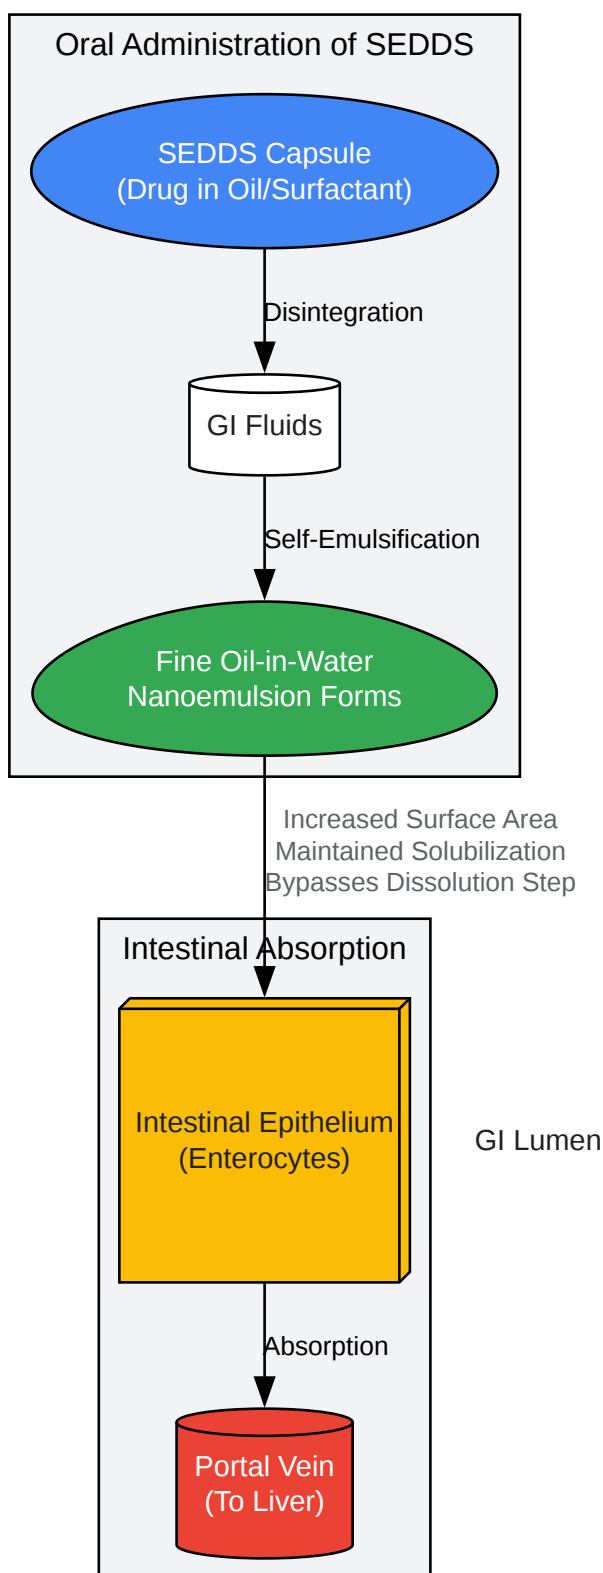 Oral Administration of SEDDS
SEDDS Capsule
(Drug in Oil/Surfactant)
Disintegration
GI Fluids
Self-Emulsification
Fine Oil-in-Water
Nanoemulsion Forms
Increased Surface Area
Maintained Solubilization
Bypasses Dissolution Step
Intestinal Absorption
Intestinal Epithelium
(Enterocytes)
GI Lumen
Absorption
Portal Vein
(To Liver)